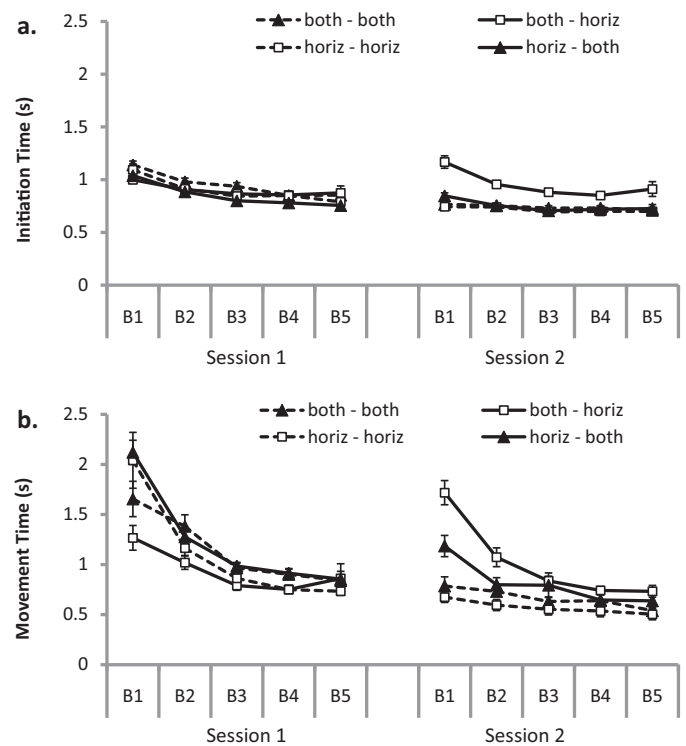 a.
both - both both - horiz
horiz - horiz horiz - both
Initiation Time (s)
2.5
2
1.5
1
0.5
0
B1 B2 B3 B4 B5 B1 B2 B3 B4 B5
Session 1 Session 2
b.
both - both both - horiz
horiz - horiz horiz - both
Movement Time (s)
2.5
2
1.5
1
0.5
0
B1 B2 B3 B4 B5 B1 B2 B3 B4 B5
Session 1 Session 2